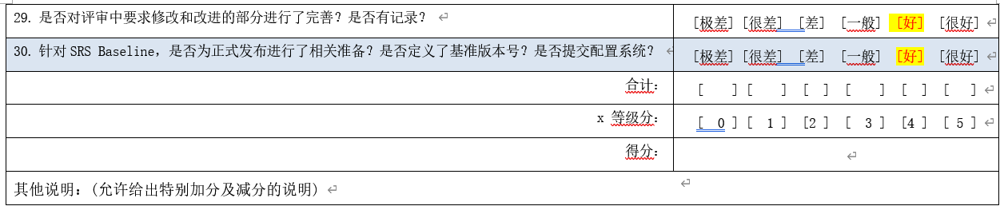 29. 是否对评审中要求修改和改进的部分进行了完善？是否有记录？ [极差] [很差] [差] [一般] [好] [很好]
30. 针对 SRS Baseline，是否为正式发布进行了相关准备？是否定义了基准版本号？是否提交配置系统？ [极差] [很差] [差] [一般] [好] [很好]
合计： [ ] [ ] [ ] [ ] [ ] [ ]
x 等级分： [ 0 ] [ 1 ] [2 ] [ 3 ] [4 ] [ 5 ]
得分：
其他说明：(允许给出特别加分及减分的说明)